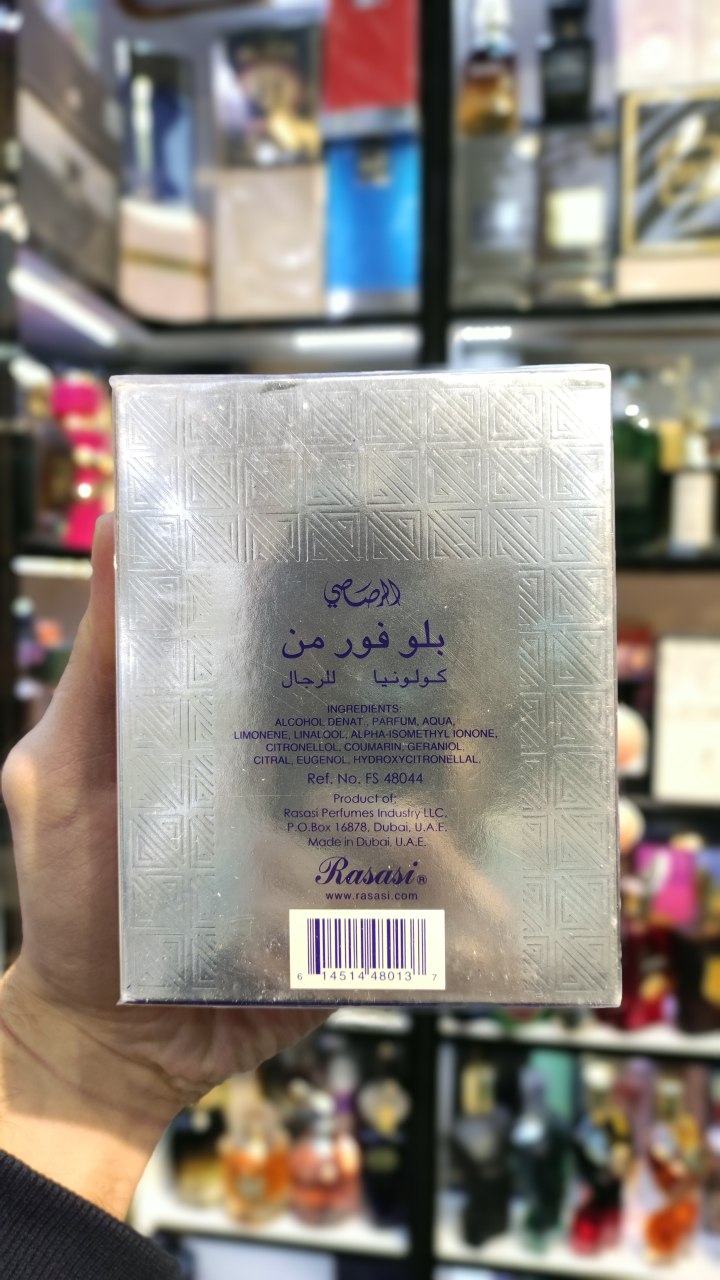 الرصاصي
بلو فور من
كولونيا للرجال
INGREDIENTS:
ALCOHOL DENAT., PARFUM, AQUA,
LIMONENE, LINALOOL, ALPHA-ISOMETHYL IONONE,
CITRONELLOL, COUMARIN, GERANIOL,
CITRAL, EUGENOL, HYDROXYCITRONELLAL.
Ref. No. FS 48044
Product of:
Rasasi Perfumes Industry LLC.
P.O.Box 16878, Dubai, U.A.E.
Made in Dubai, U.A.E.
Rasasi®
www.rasasi.com
6 14514 48013 7